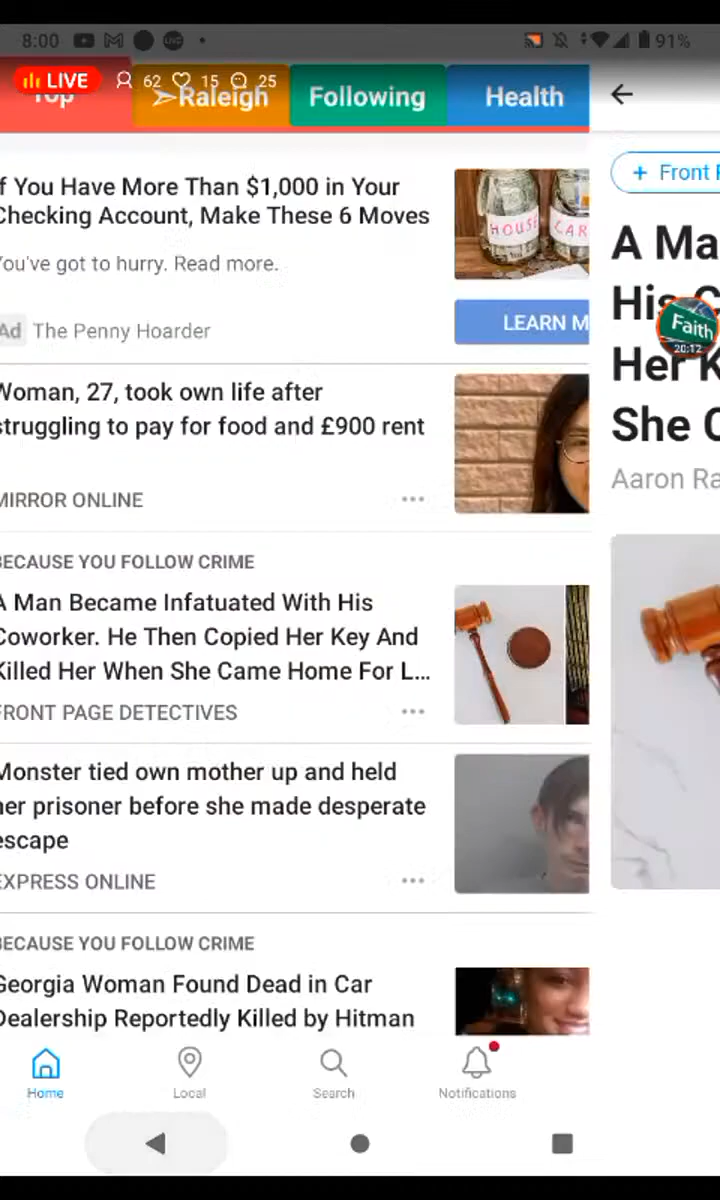 8:00
91%
LIVE 62 15 25
Top
Raleigh
Following
Health
If You Have More Than $1,000 in Your
Checking Account, Make These 6 Moves
You've got to hurry. Read more.
Ad The Penny Hoarder
LEARN M
HOUSE
CAR
Woman, 27, took own life after
struggling to pay for food and £900 rent
MIRROR ONLINE
BECAUSE YOU FOLLOW CRIME
A Man Became Infatuated With His
Coworker. He Then Copied Her Key And
Killed Her When She Came Home For L...
FRONT PAGE DETECTIVES
Monster tied own mother up and held
her prisoner before she made desperate
escape
EXPRESS ONLINE
BECAUSE YOU FOLLOW CRIME
Georgia Woman Found Dead in Car
Dealership Reportedly Killed by Hitman
Home
Local
Search
Notifications
+ Front
A Ma
His C
Her K
She C
Aaron Ra
Faith
20:12